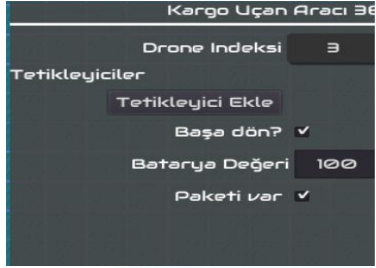 Kargo Uçan Aracı 36
Drone Indeksi 3
Tetikleyiciler
Tetikleyici Ekle
Başa dön?
Batarya Değeri 100
Paketi var